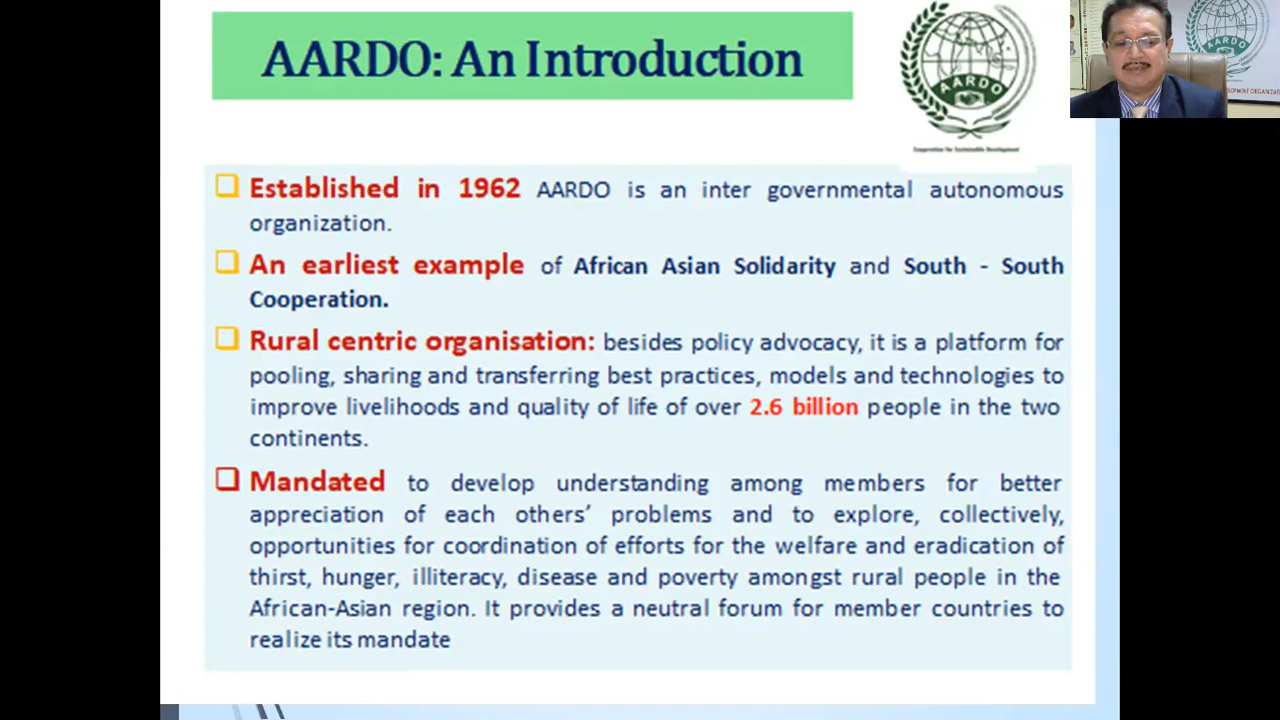 AARDO: An Introduction
AARDO
Cooperation for Sustainable Development
AARDO
Established in 1962 AARDO is an inter governmental autonomous
organization.
An earliest example of African Asian Solidarity and South - South
Cooperation.
Rural centric organisation: besides policy advocacy, it is a platform for
pooling, sharing and transferring best practices, models and technologies to
improve livelihoods and quality of life of over 2.6 billion people in the two
continents.
Mandated to develop understanding among members for better
appreciation of each others’ problems and to explore, collectively,
opportunities for coordination of efforts for the welfare and eradication of
thirst, hunger, illiteracy, disease and poverty amongst rural people in the
African-Asian region. It provides a neutral forum for member countries to
realize its mandate